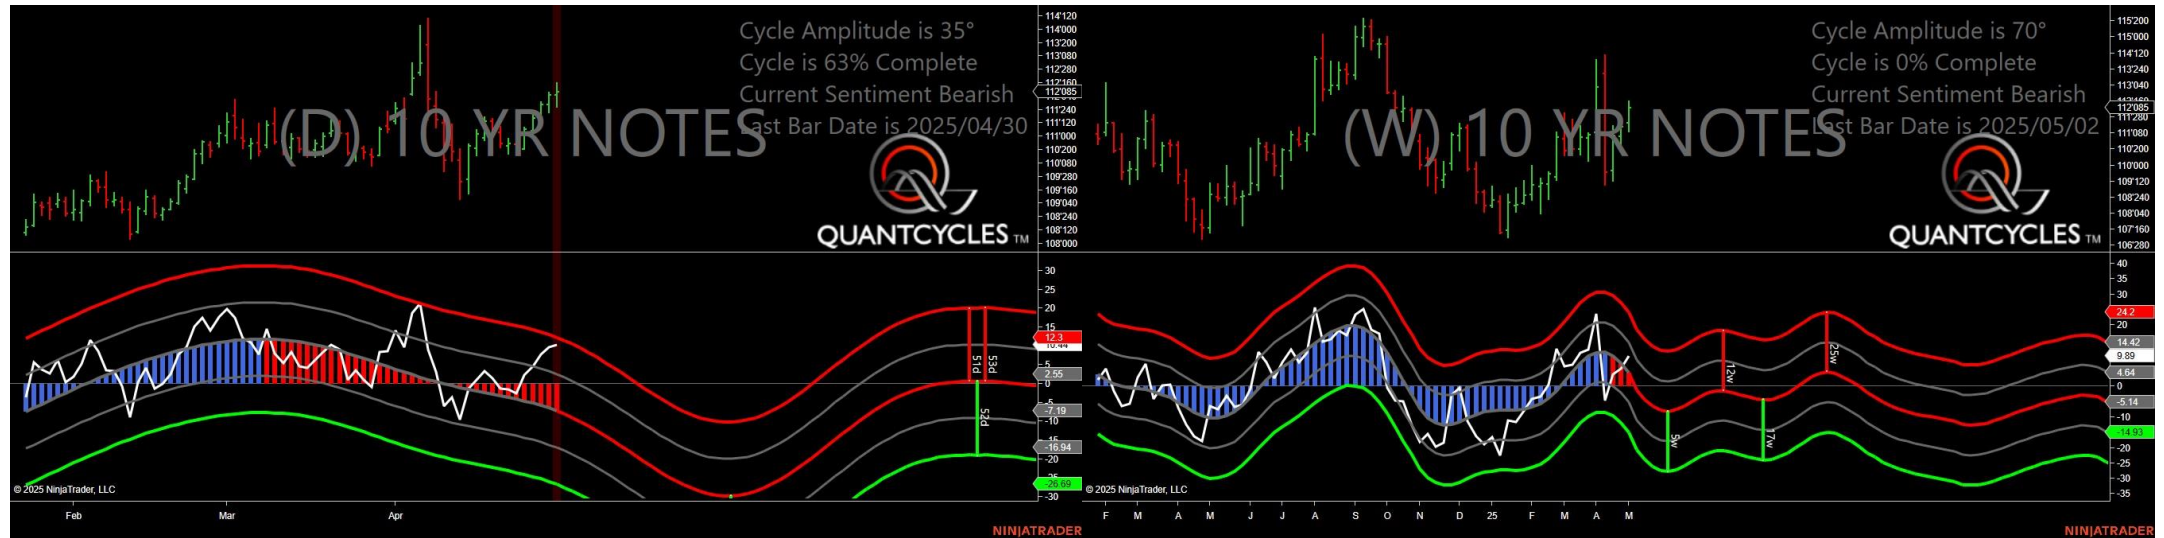 Cycle Amplitude is 35°
Cycle is 63% Complete
Current Sentiment Bearish
Last Bar Date is 2025/04/30
(D) 10 YR NOTES
QUANTCYCLES TM
114'120
114'000
113'200
113'080
112'280
112'160
112'085
111'240
111'120
111'000
110'200
110'080
109'280
109'160
109'040
108'240
108'120
108'000
30
25
20
15
12.3
10.44
5
2.55
0
-5
-7.19
-10
-15
-16.94
-20
-26.69
-30
51d
53d
52d
© 2025 NinjaTrader, LLC
Feb Mar Apr
NINJATRADER
Cycle Amplitude is 70°
Cycle is 0% Complete
Current Sentiment Bearish
Last Bar Date is 2025/05/02
(W) 10 YR NOTES
QUANTCYCLES TM
115'200
115'000
114'120
113'240
113'080
112'085
111'280
111'080
110'200
110'000
109'120
108'240
108'040
107'160
106'280
40
35
30
24.2
20
14.42
9.89
4.64
0
-5.14
-10
-14.93
-20
-25
-30
-35
12w
25w
5w
17w
© 2025 NinjaTrader, LLC
F M A M J J A S O N D 25 F M A M
NINJATRADER